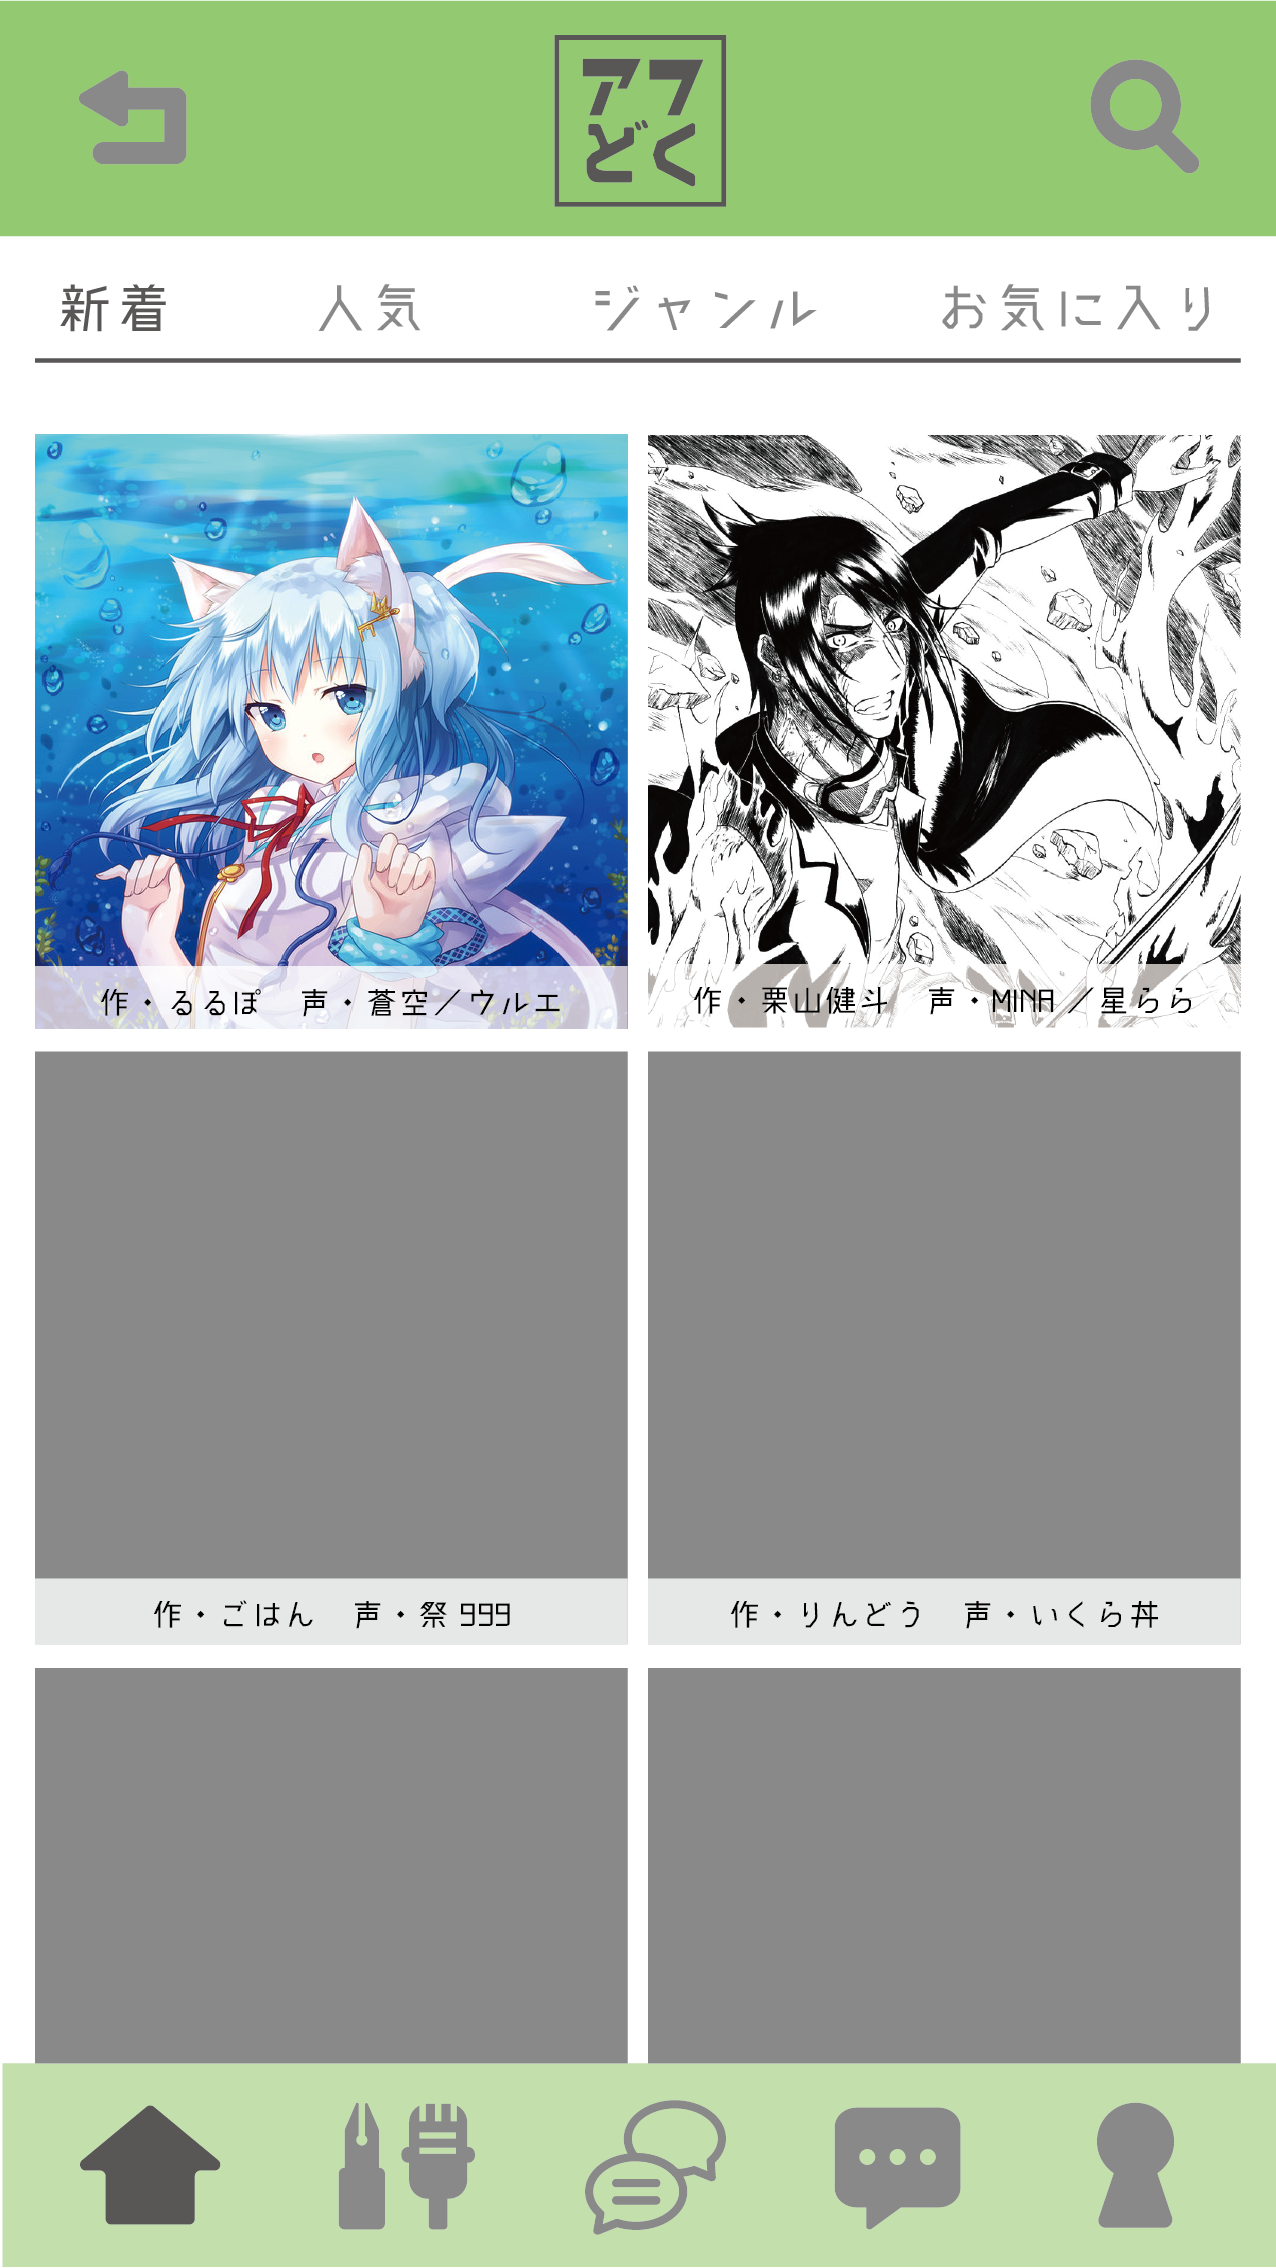 アフ
どく
新着 人気 ジャンル お気に入り
作・るるぽ 声・蒼空／ウルエ
作・栗山健斗 声・MINA／星らら
作・ごはん 声・祭999
作・りんどう 声・いくら丼